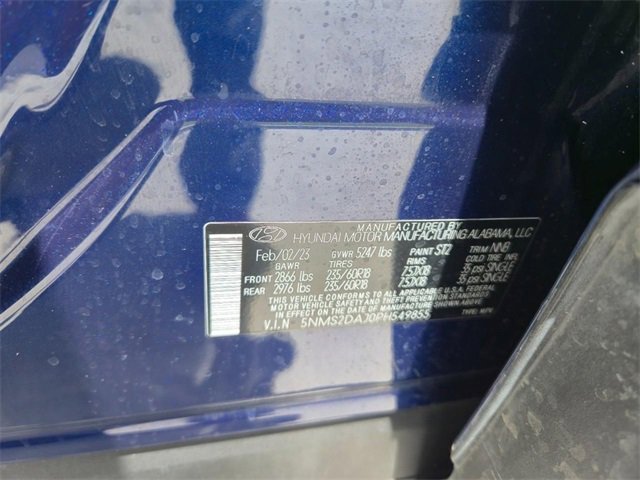 MANUFACTURED BY
HYUNDAI MOTOR MANUFACTURING ALABAMA, LLC
Feb/02/23 GVWR 5247 lbs PAINT ST2 TRIM: NNB
GAWR TIRES RIMS COLD TIRE INFL
FRONT 2866 lbs 235/60R18 7.5JX18 35 psi SINGLE
REAR 2976 lbs 235/60R18 7.5JX18 35 psi SINGLE
THIS VEHICLE CONFORMS TO ALL APPLICABLE U.S.A. FEDERAL
MOTOR VEHICLE SAFETY STANDARDS IN EFFECT ON THE DATE OF
MANUFACTURE SHOWN ABOVE. TYPE: MPV
V.I.N 5NMS2DAJ0PH549855